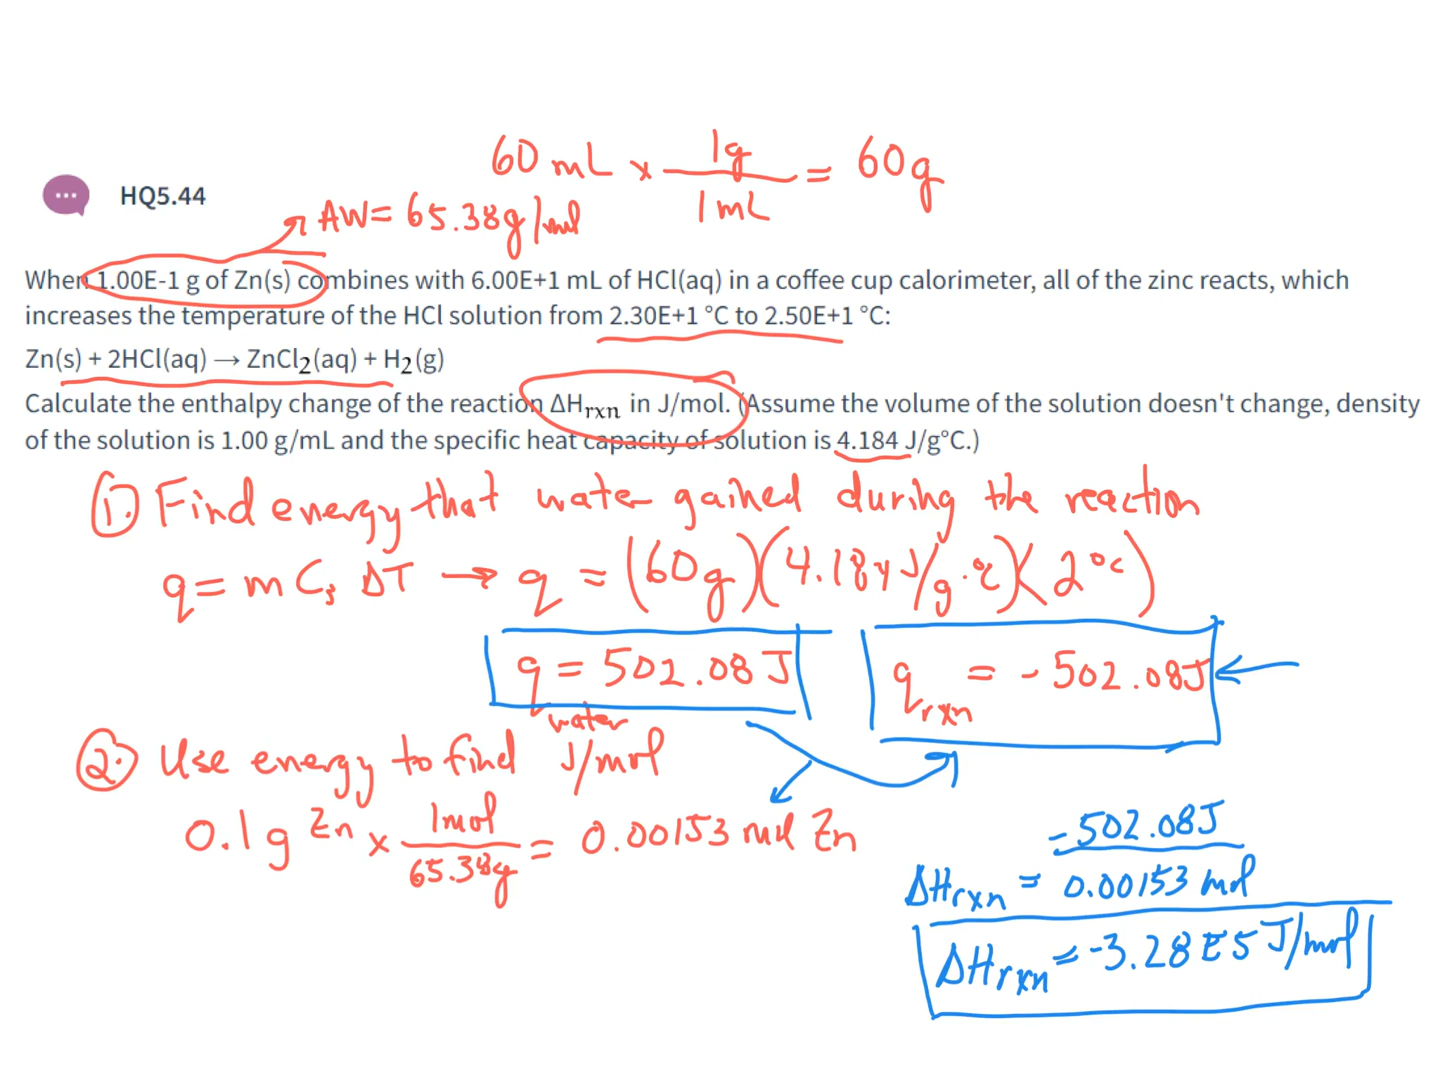 60 mL x 1g / 1 mL = 60g
HQ5.44
AW = 65.38g/mol
When 1.00E-1 g of Zn(s) combines with 6.00E+1 mL of HCl(aq) in a coffee cup calorimeter, all of the zinc reacts, which
increases the temperature of the HCl solution from 2.30E+1 °C to 2.50E+1 °C:
Zn(s) + 2HCl(aq) → ZnCl₂(aq) + H₂(g)
Calculate the enthalpy change of the reaction ΔHrxn in J/mol. (Assume the volume of the solution doesn't change, density
of the solution is 1.00 g/mL and the specific heat capacity of solution is 4.184 J/g°C.)
1. Find energy that water gained during the reaction
q = m Cs ΔT → q = (60g)(4.184 J/g·°C)(2°C)
q water = 502.08 J
q rxn = -502.08J
2. Use energy to find J/mol
0.1g Zn x 1mol / 65.38g = 0.00153 mol Zn
ΔHrxn = -502.08J / 0.00153 mol
ΔHrxn = -3.28 E5 J/mol